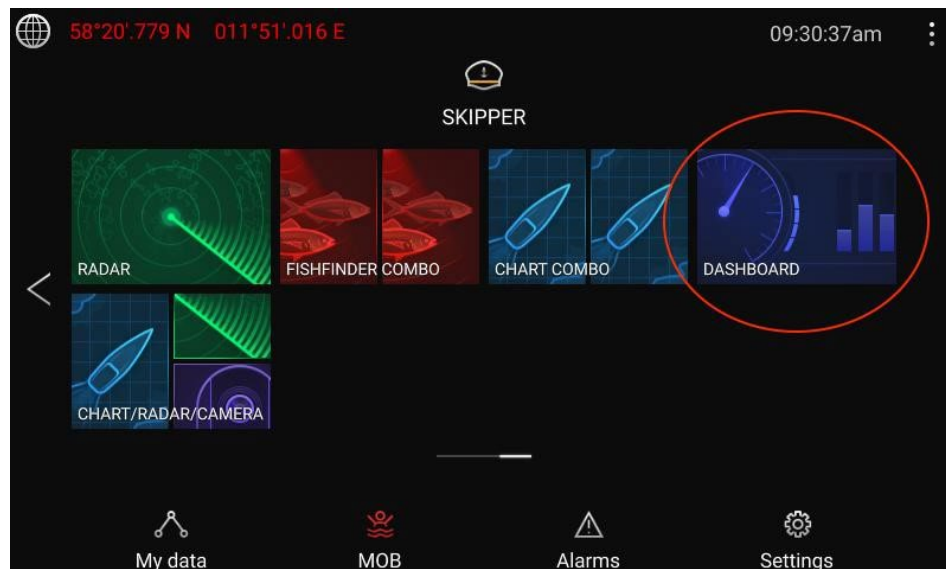 58°20'.779 N 011°51'.016 E 09:30:37am
SKIPPER
RADAR
FISHFINDER COMBO
CHART COMBO
DASHBOARD
CHART/RADAR/CAMERA
My data
MOB
Alarms
Settings